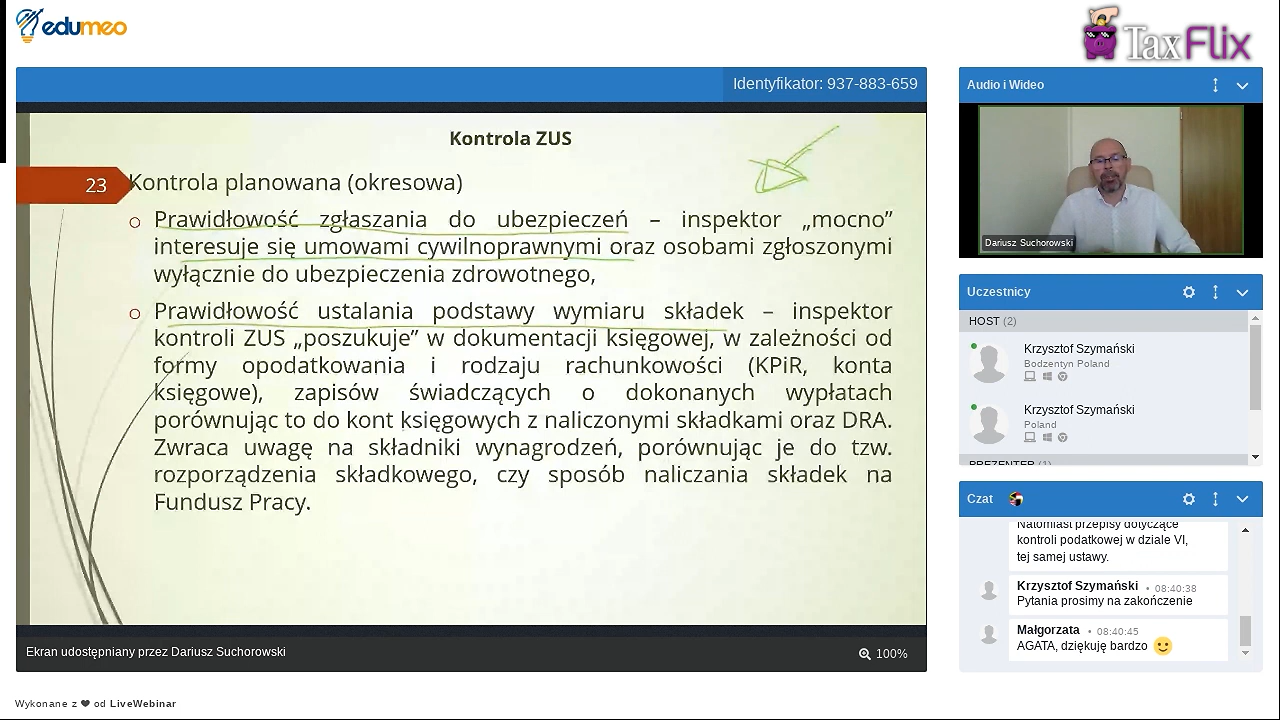 edumeo
TaxFlix
Identyfikator: 937-883-659
Kontrola ZUS
23
Kontrola planowana (okresowa)
o Prawidłowość zgłaszania do ubezpieczeń – inspektor „mocno”
interesuje się umowami cywilnoprawnymi oraz osobami zgłoszonymi
wyłącznie do ubezpieczenia zdrowotnego,
o Prawidłowość ustalania podstawy wymiaru składek – inspektor
kontroli ZUS „poszukuje” w dokumentacji księgowej, w zależności od
formy opodatkowania i rodzaju rachunkowości (KPiR, konta
księgowe), zapisów świadczących o dokonanych wypłatach
porównując to do kont księgowych z naliczonymi składkami oraz DRA.
Zwraca uwagę na składniki wynagrodzeń, porównując je do tzw.
rozporządzenia składkowego, czy sposób naliczania składek na
Fundusz Pracy.
Ekran udostępniany przez Dariusz Suchorowski
100%
Wykonane z ❤ od LiveWebinar
Audio i Wideo
Dariusz Suchorowski
Uczestnicy
HOST (2)
Krzysztof Szymański
Bodzentyn Poland
Krzysztof Szymański
Poland
PREZENTER (1)
Czat
Natomiast przepisy dotyczące
kontroli podatkowej w dziale VI,
tej samej ustawy.
Krzysztof Szymański • 08:40:38
Pytania prosimy na zakończenie
Małgorzata • 08:40:45
AGATA, dziękuję bardzo 🙂